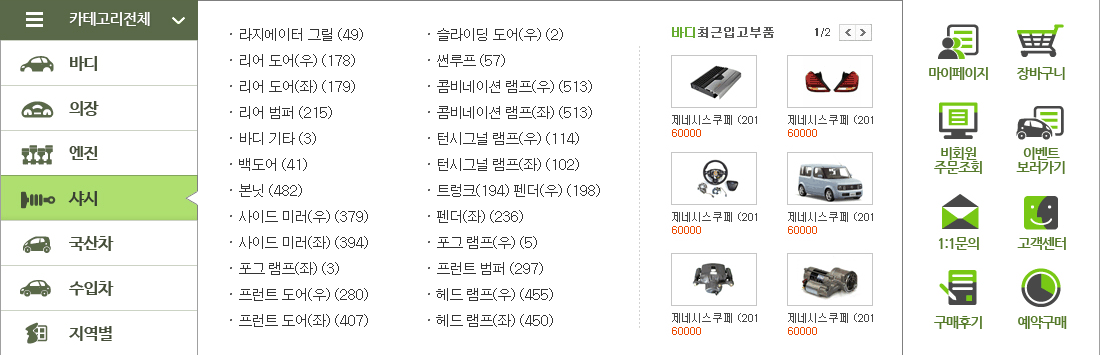 카테고리전체
바디
의장
엔진
샤시
국산차
수입차
지역별
· 라지에이터 그릴 (49)
· 리어 도어(우) (178)
· 리어 도어(좌) (179)
· 리어 범퍼 (215)
· 바디 기타 (3)
· 백도어 (41)
· 본닛 (482)
· 사이드 미러(우) (379)
· 사이드 미러(좌) (394)
· 포그 램프(좌) (3)
· 프런트 도어(우) (280)
· 프런트 도어(좌) (407)
· 슬라이딩 도어(우) (2)
· 썬루프 (57)
· 콤비네이션 램프(우) (513)
· 콤비네이션 램프(좌) (513)
· 턴시그널 램프(우) (114)
· 턴시그널 램프(좌) (102)
· 트렁크(194) 펜더(우) (198)
· 펜더(좌) (236)
· 포그 램프(우) (5)
· 프런트 범퍼 (297)
· 헤드 램프(우) (455)
· 헤드 램프(좌) (450)
바디최근입고부품 1/2
제네시스쿠페 (201
60000
제네시스쿠페 (201
60000
제네시스쿠페 (201
60000
제네시스쿠페 (201
60000
제네시스쿠페 (201
60000
제네시스쿠페 (201
60000
마이페이지
장바구니
비회원
주문조회
이벤트
보러가기
1:1문의
고객센터
구매후기
예약구매